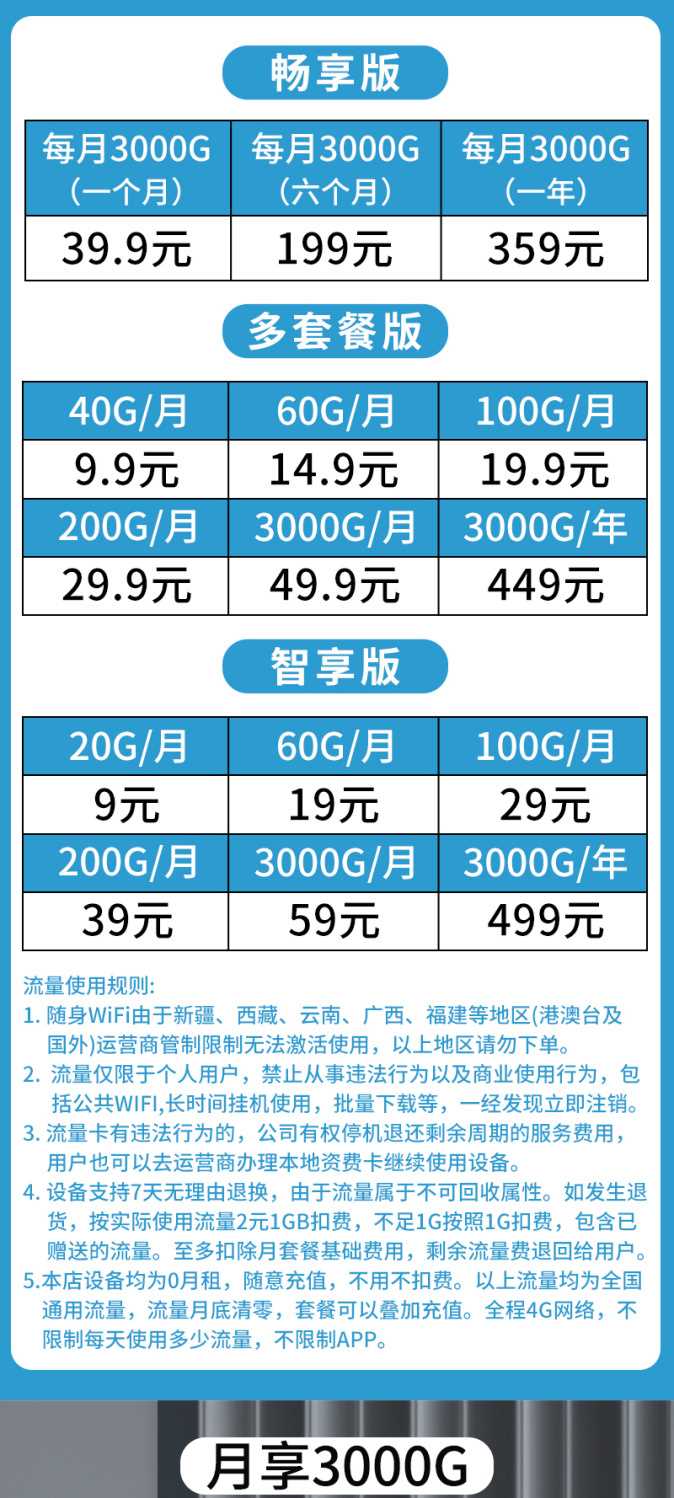 畅享版
每月3000G 每月3000G 每月3000G
（一个月） （六个月） （一年）
39.9元 199元 359元
多套餐版
40G/月 60G/月 100G/月
9.9元 14.9元 19.9元
200G/月 3000G/月 3000G/年
29.9元 49.9元 449元
智享版
20G/月 60G/月 100G/月
9元 19元 29元
200G/月 3000G/月 3000G/年
39元 59元 499元
流量使用规则:
1. 随身WiFi由于新疆、西藏、云南、广西、福建等地区(港澳台及
国外)运营商管制限制无法激活使用，以上地区请勿下单。
2. 流量仅限于个人用户，禁止从事违法行为以及商业使用行为，包
括公共WIFI,长时间挂机使用，批量下载等，一经发现立即注销。
3. 流量卡有违法行为的，公司有权停机退还剩余周期的服务费用，
用户也可以去运营商办理本地资费卡继续使用设备。
4. 设备支持7天无理由退换，由于流量属于不可回收属性。如发生退
货，按实际使用流量2元1GB扣费，不足1G按照1G扣费，包含已
赠送的流量。至多扣除月套餐基础费用，剩余流量费退回给用户。
5.本店设备均为0月租，随意充值，不用不扣费。以上流量均为全国
通用流量，流量月底清零，套餐可以叠加充值。全程4G网络，不
限制每天使用多少流量，不限制APP。
月享3000G